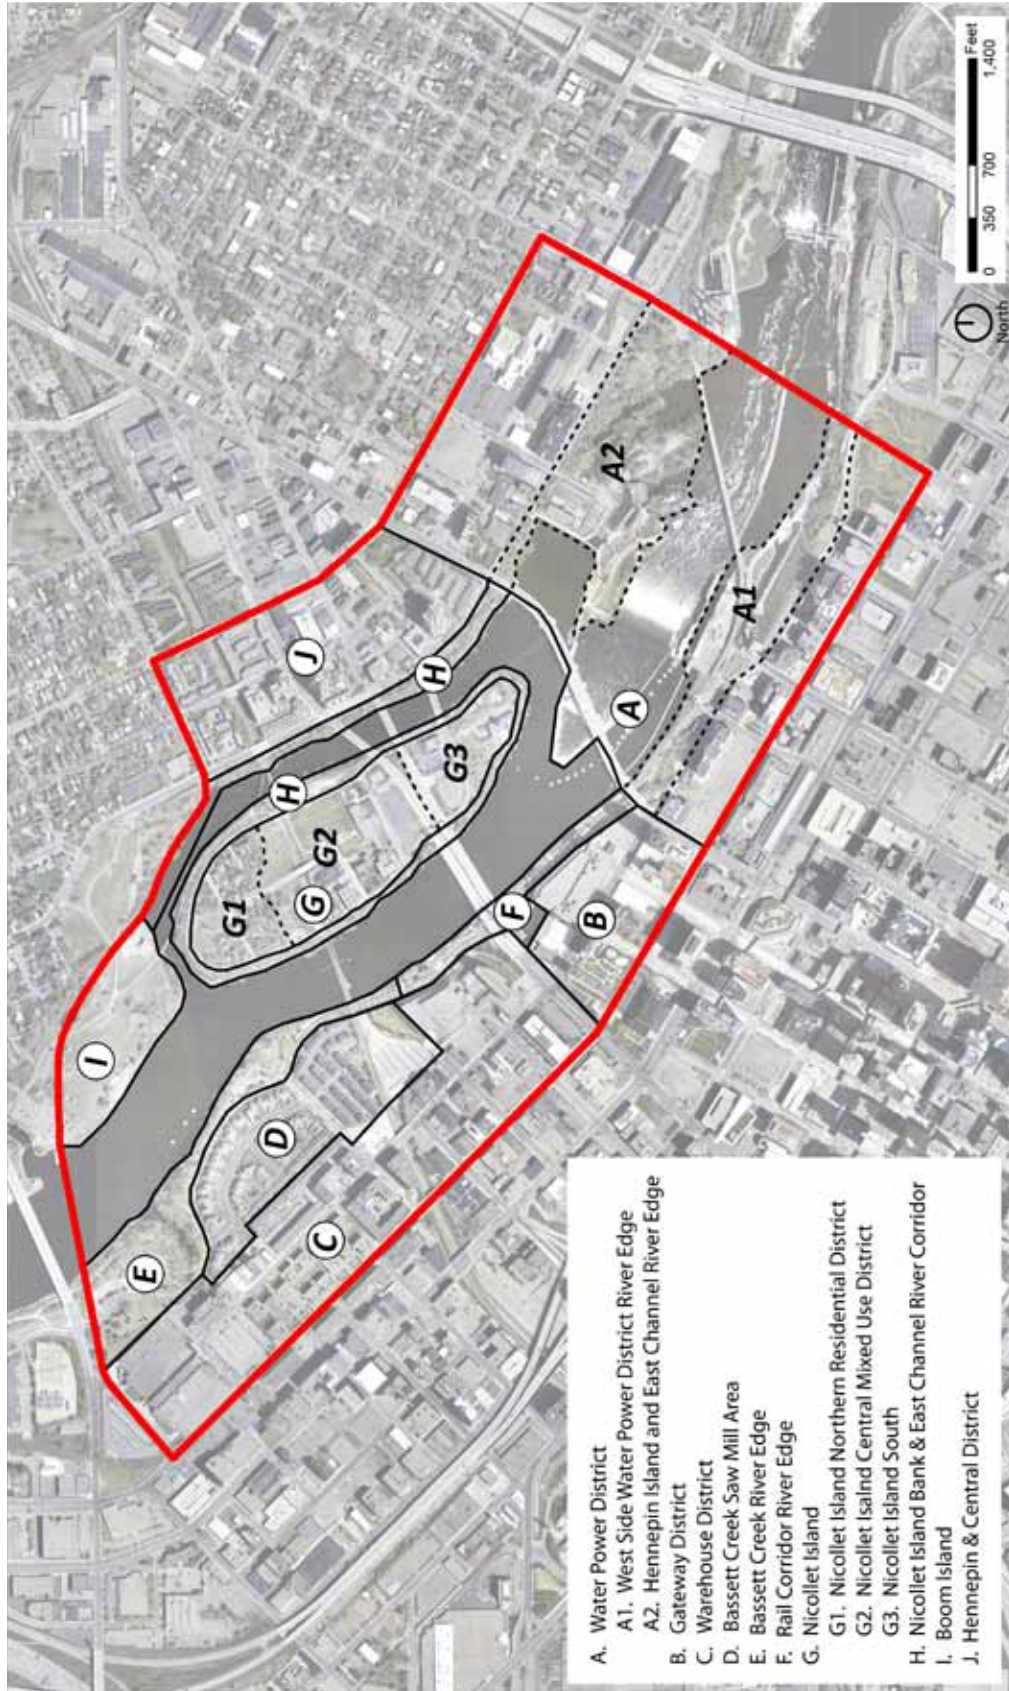 I
J
H
H
G1
G2
G
G3
E
D
C
F
B
A
A2
A1
A. Water Power District
A1. West Side Water Power District River Edge
A2. Hennepin Island and East Channel River Edge
B. Gateway District
C. Warehouse District
D. Bassett Creek Saw Mill Area
E. Bassett Creek River Edge
F. Rail Corridor River Edge
G. Nicollet Island
G1. Nicollet Island Northern Residential District
G2. Nicollet Isalnd Central Mixed Use District
G3. Nicollet Island South
H. Nicollet Island Bank & East Channel River Corridor
I. Boom Island
J. Hennepin & Central District
North
Feet
0 350 700 1,400